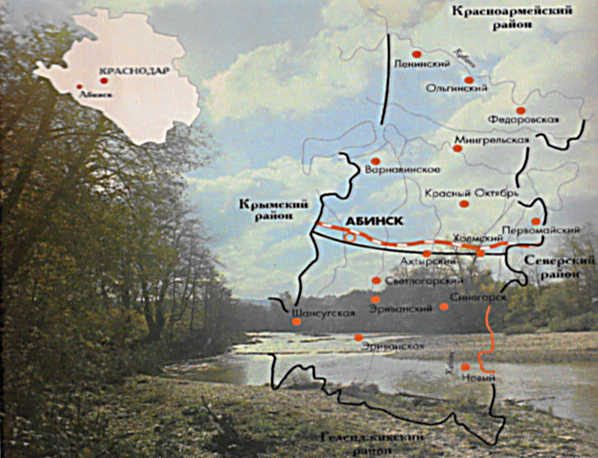 Красноармейский
район
Кубань
Ленинский
КРАСНОДАР
Абинск
Ольгинский
Федоровская
Мингрельская
Варнавинское
Красный Октябрь
Крымский
район
АБИНСК
Первомайский
Холмский
Ахтырский
Северский
район
Светлогорский
Эриванский
Синегорск
Шапсугская
Эриванская
Новый
Геленджикский
район